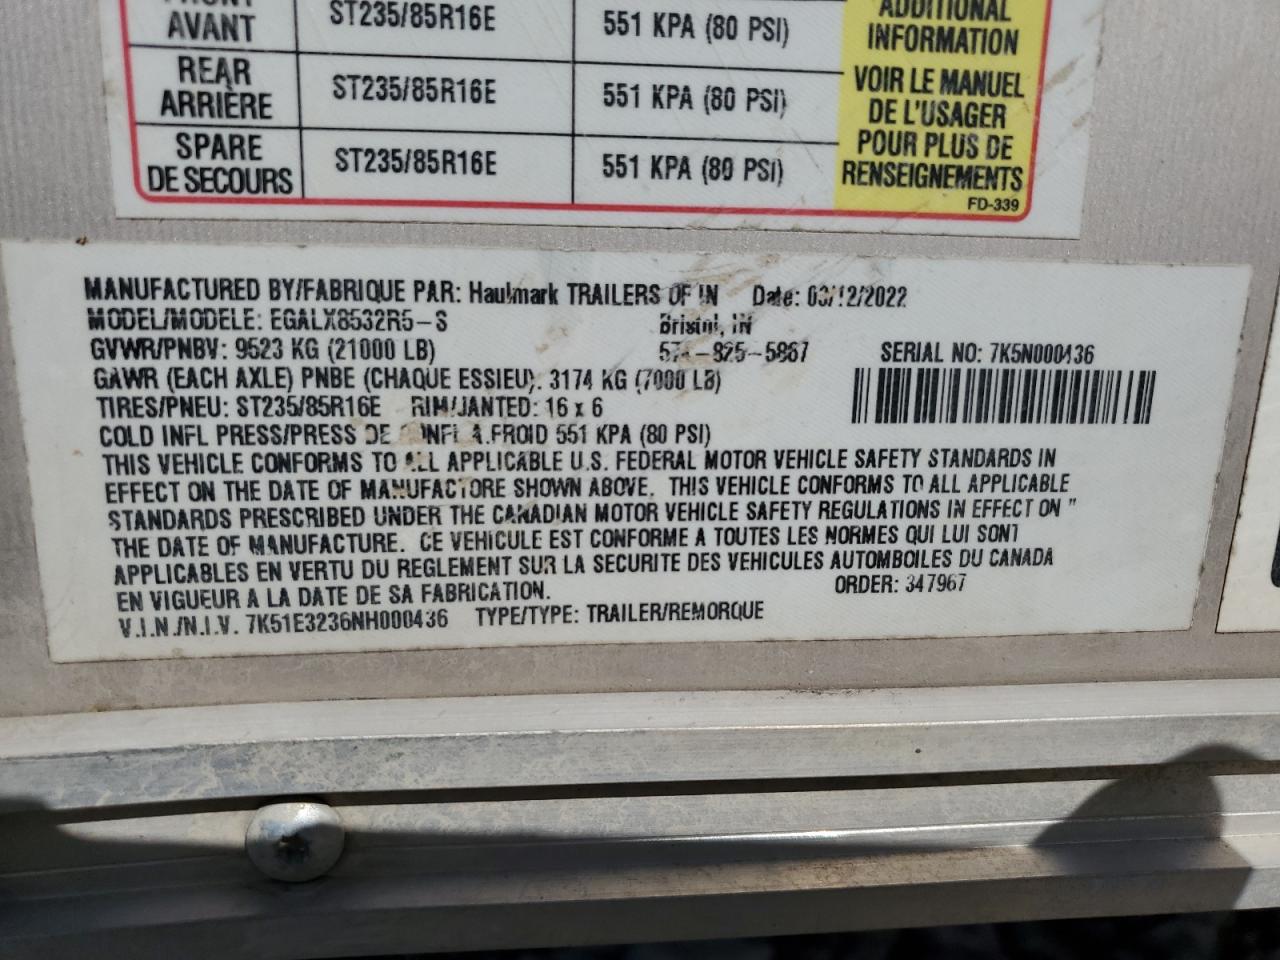 AVANT ST235/85R16E 551 KPA (80 PSI)
REAR
ARRIÈRE ST235/85R16E 551 KPA (80 PSI)
SPARE
DE SECOURS ST235/85R16E 551 KPA (80 PSI)
ADDITIONAL
INFORMATION
VOIR LE MANUEL
DE L'USAGER
POUR PLUS DE
RENSEIGNEMENTS
FD-339
MANUFACTURED BY/FABRIQUE PAR: Haulmark TRAILERS OF IN Date: 03/12/2022
MODEL/MODELE: EGALX8532R5-S Bristol, IN
GVWR/PNBV: 9523 KG (21000 LB) 574-825-5867 SERIAL NO: 7K5N000436
GAWR (EACH AXLE) PNBE (CHAQUE ESSIEU). 3174 KG (7000 LB)
TIRES/PNEU: ST235/85R16E RIM/JANTED: 16 x 6
COLD INFL PRESS/PRESS DE A.FROID 551 KPA (80 PSI)
THIS VEHICLE CONFORMS TO ALL APPLICABLE U.S. FEDERAL MOTOR VEHICLE SAFETY STANDARDS IN
EFFECT ON THE DATE OF MANUFACTORE SHOWN ABOVE. THIS VEHICLE CONFORMS TO ALL APPLICABLE
STANDARDS PRESCRIBED UNDER THE CANADIAN MOTOR VEHICLE SAFETY REGULATIONS IN EFFECT ON "
THE DATE OF MANUFACTURE. CE VEHICULE EST CONFORME A TOUTES LES NORMES QUI LUI SONT
APPLICABLES EN VERTU DU REGLEMENT SUR LA SECURITE DES VEHICULES AUTOMBOILES DU CANADA
EN VIGUEUR A LA DATE DE SA FABRICATION. ORDER: 347967
V.I.N./N.I.V. 7K51E3236NH000436 TYPE/TYPE: TRAILER/REMORQUE